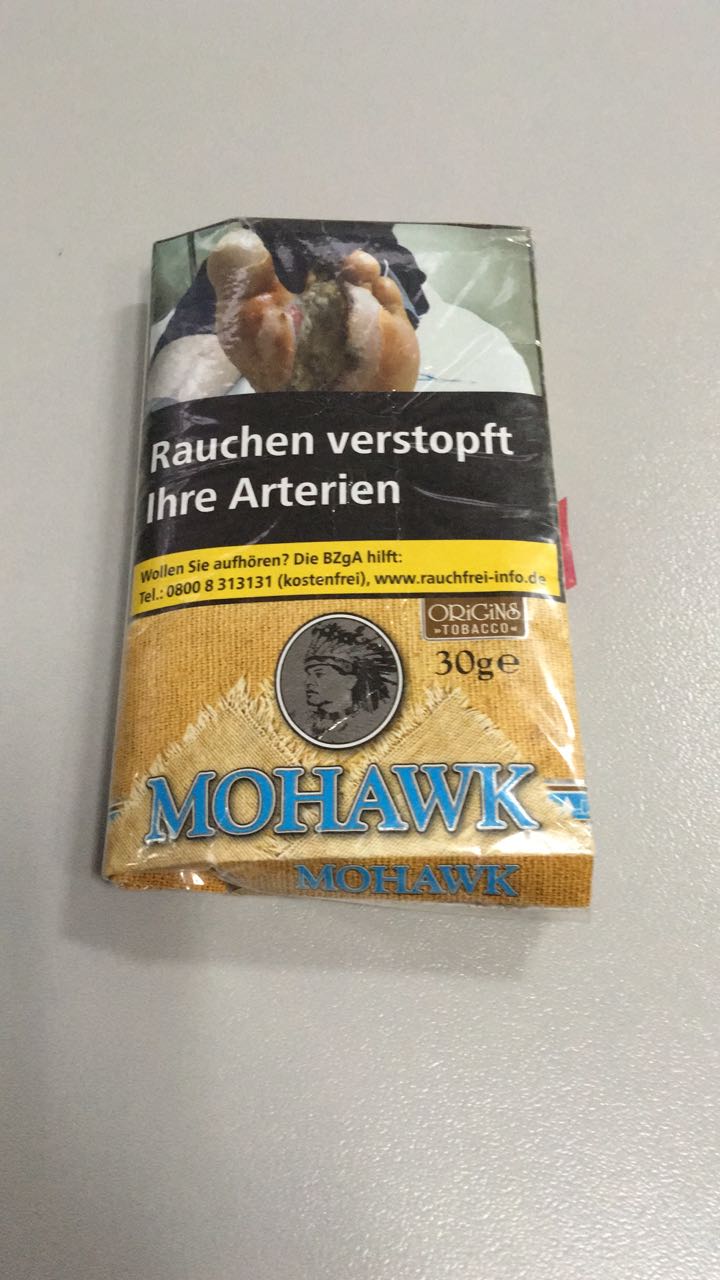 Rauchen verstopft
Ihre Arterien
Wollen Sie aufhören? Die BZgA hilft:
Tel.: 0800 8 313131 (kostenfrei), www.rauchfrei-info.de
ORiGiNS
»TOBACCO«
30g℮
MOHAWK
MOHAWK